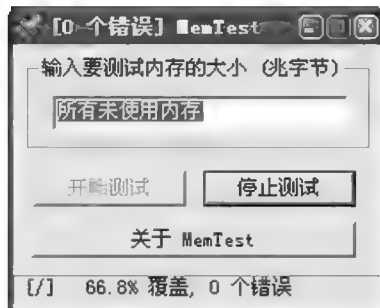 [0 个错误] MemTest
输入要测试内存的大小 (兆字节)
所有未使用内存
开始测试
停止测试
关于 MemTest
[/] 66.8% 覆盖, 0 个错误